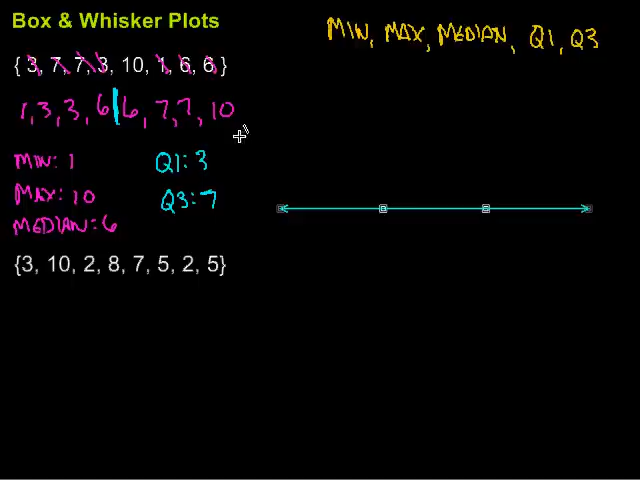 Box & Whisker Plots
MIN, MAX, MEDIAN, Q1, Q3
{ 3, 7, 7, 3, 10, 1, 6, 6 }
1, 3, 3, 6 | 6, 7, 7, 10
MIN: 1
Q1: 3
MAX: 10
Q3: 7
MEDIAN: 6
{3, 10, 2, 8, 7, 5, 2, 5}